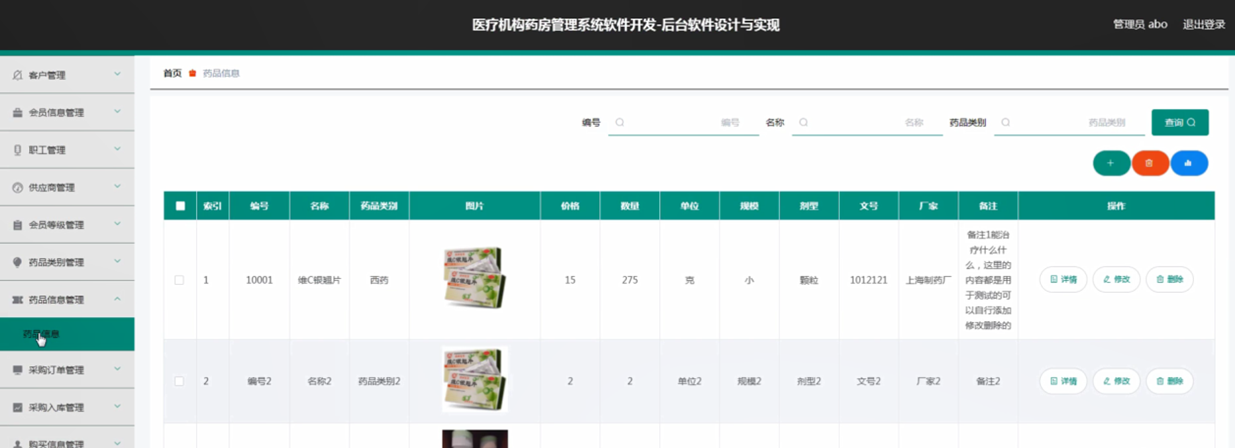 医疗机构药房管理系统软件开发-后台软件设计与实现
管理员 abo 退出登录
客户管理
会员信息管理
职工管理
供应商管理
会员等级管理
药品类别管理
药品信息管理
药品信息
采购订单管理
采购入库管理
购买信息管理
首页 药品信息
编号 编号 名称 名称 药品类别 药品类别 查询
索引 编号 名称 药品类别 图片 价格 数量 单位 规模 剂型 文号 厂家 备注 操作
1 10001 维C银翘片 西药 15 275 克 小 颗粒 1012121 上海制药厂
备注1能治
疗什么什
么，这里的
内容都是用
于测试的可
以自行添加
修改删除的
详情 修改 删除
2 编号2 名称2 药品类别2 2 2 单位2 规模2 剂型2 文号2 厂家2 备注2 详情 修改 删除